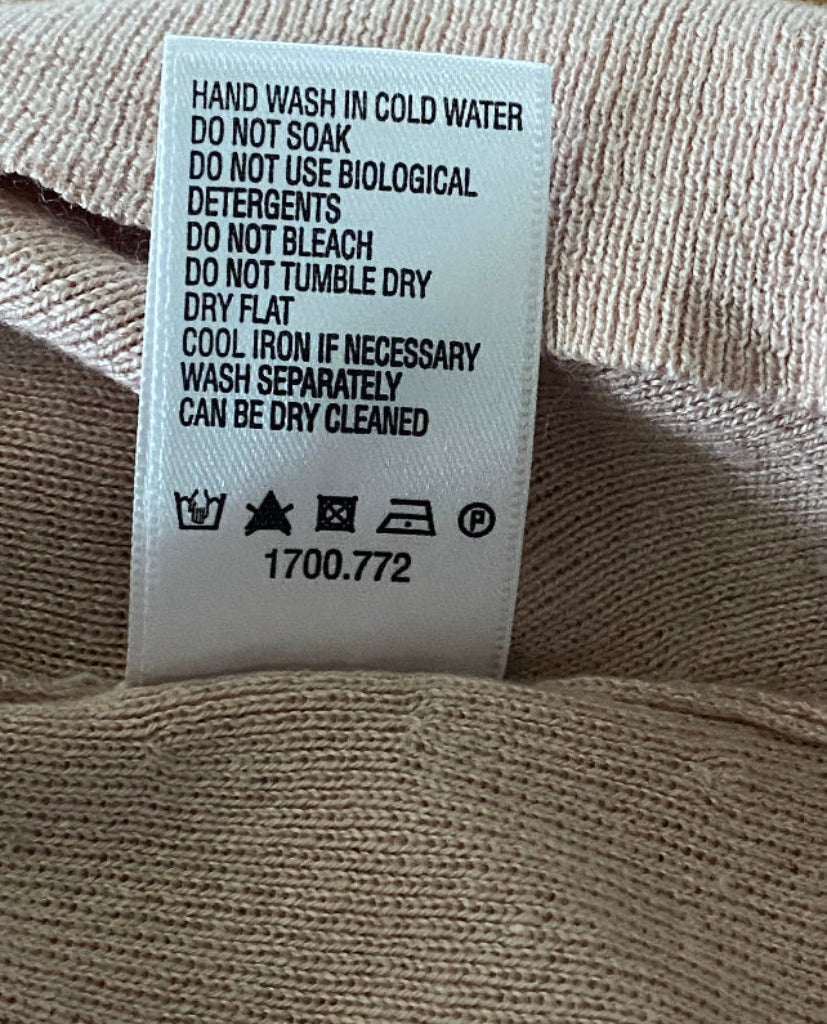 HAND WASH IN COLD WATER
DO NOT SOAK
DO NOT USE BIOLOGICAL
DETERGENTS
DO NOT BLEACH
DO NOT TUMBLE DRY
DRY FLAT
COOL IRON IF NECESSARY
WASH SEPARATELY
CAN BE DRY CLEANED
P
1700.772